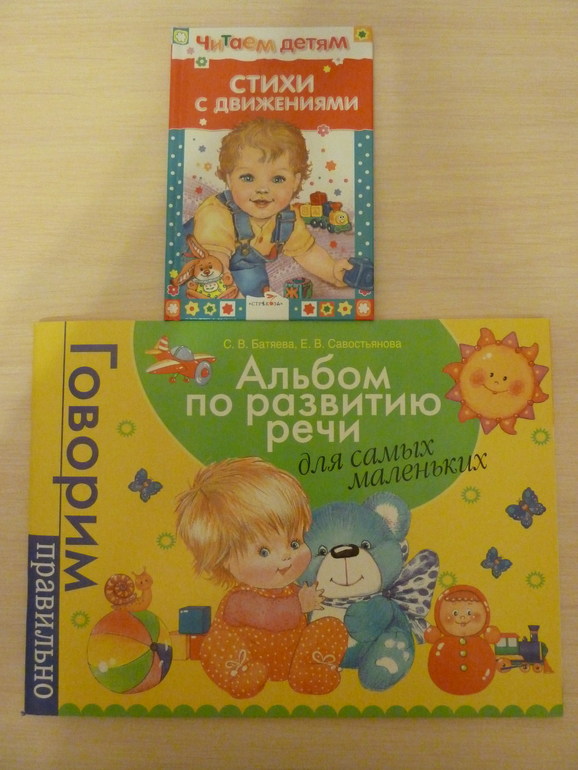 Читаем детям
СТИХИ
С ДВИЖЕНИЯМИ
«СТРЕКОЗА»
С. В. Батяева, Е. В. Савостьянова
Альбом
по развитию
речи
для самых
маленьких
Говорим
правильно